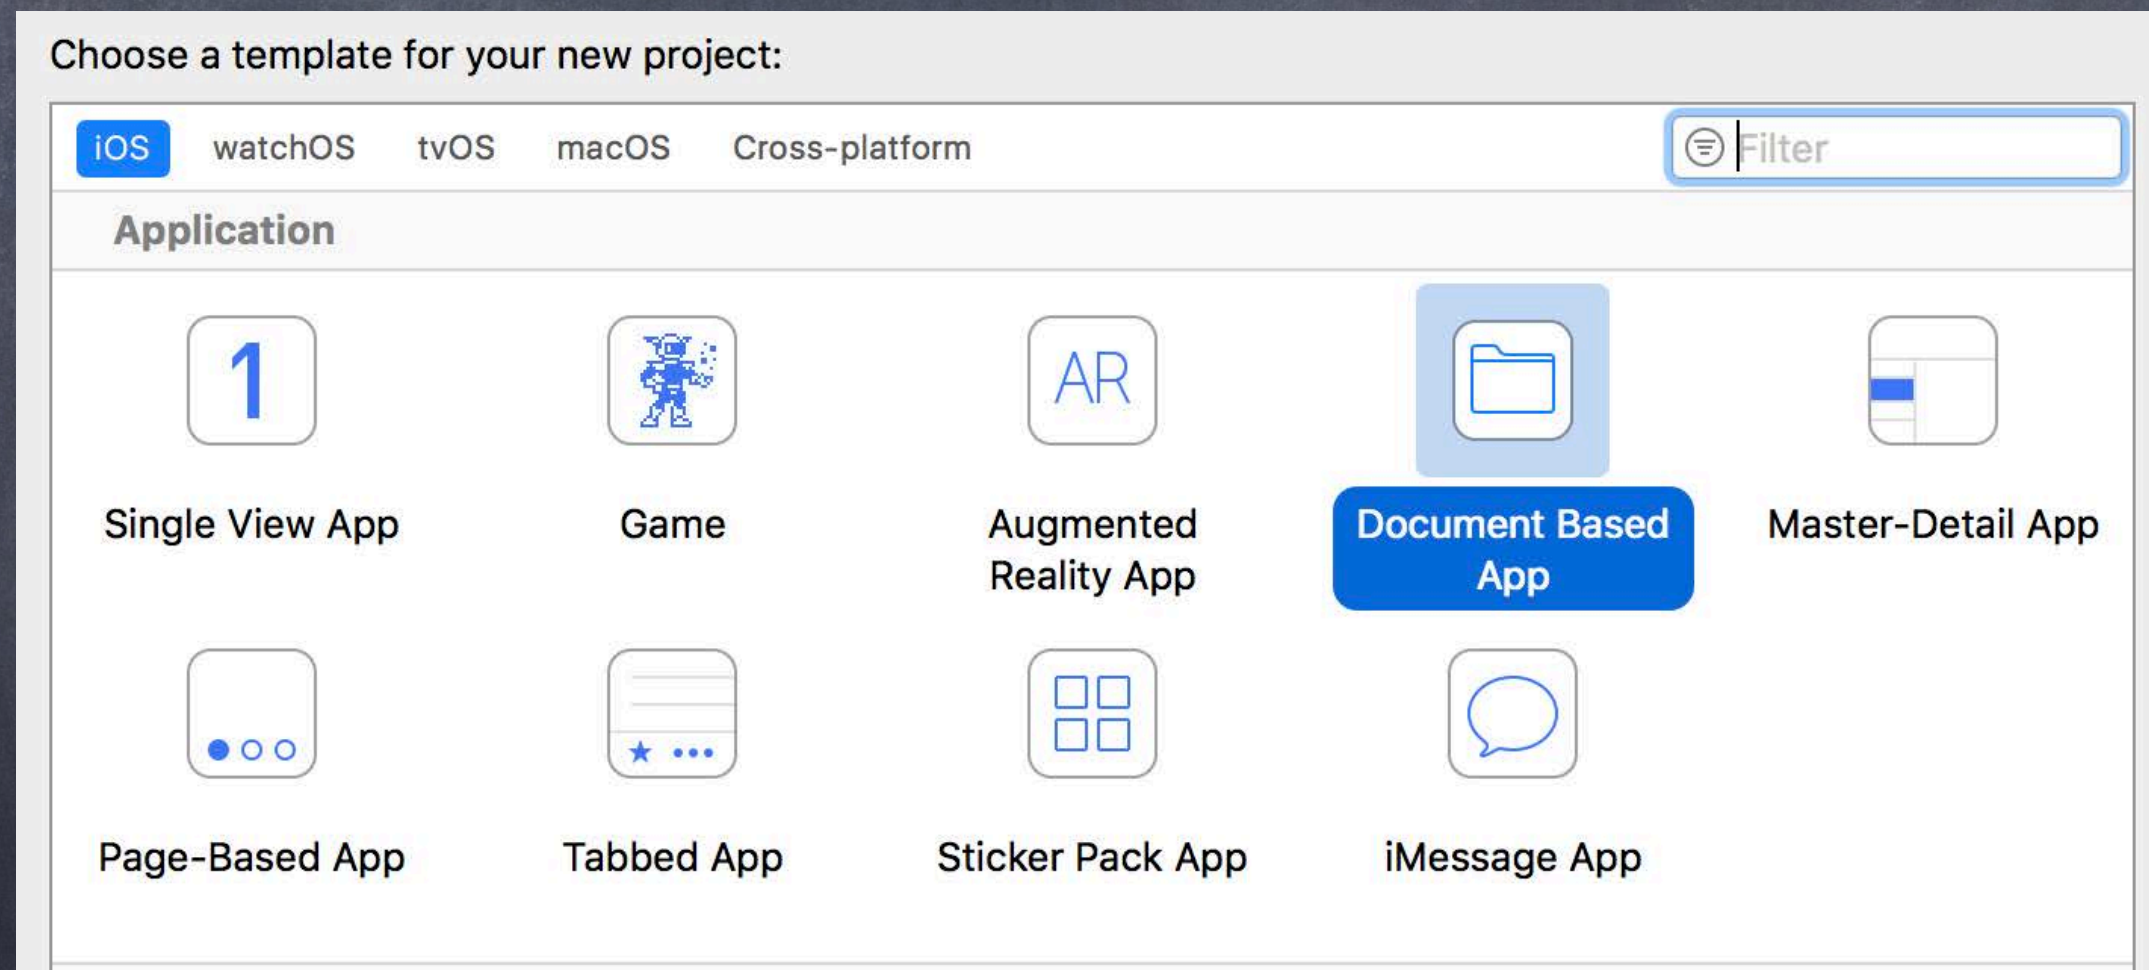 Choose a template for your new project:
iOS watchOS tvOS macOS Cross-platform Filter
Application
1 AR
Single View App Game Augmented Reality App Document Based App Master-Detail App
Page-Based App Tabbed App Sticker Pack App iMessage App